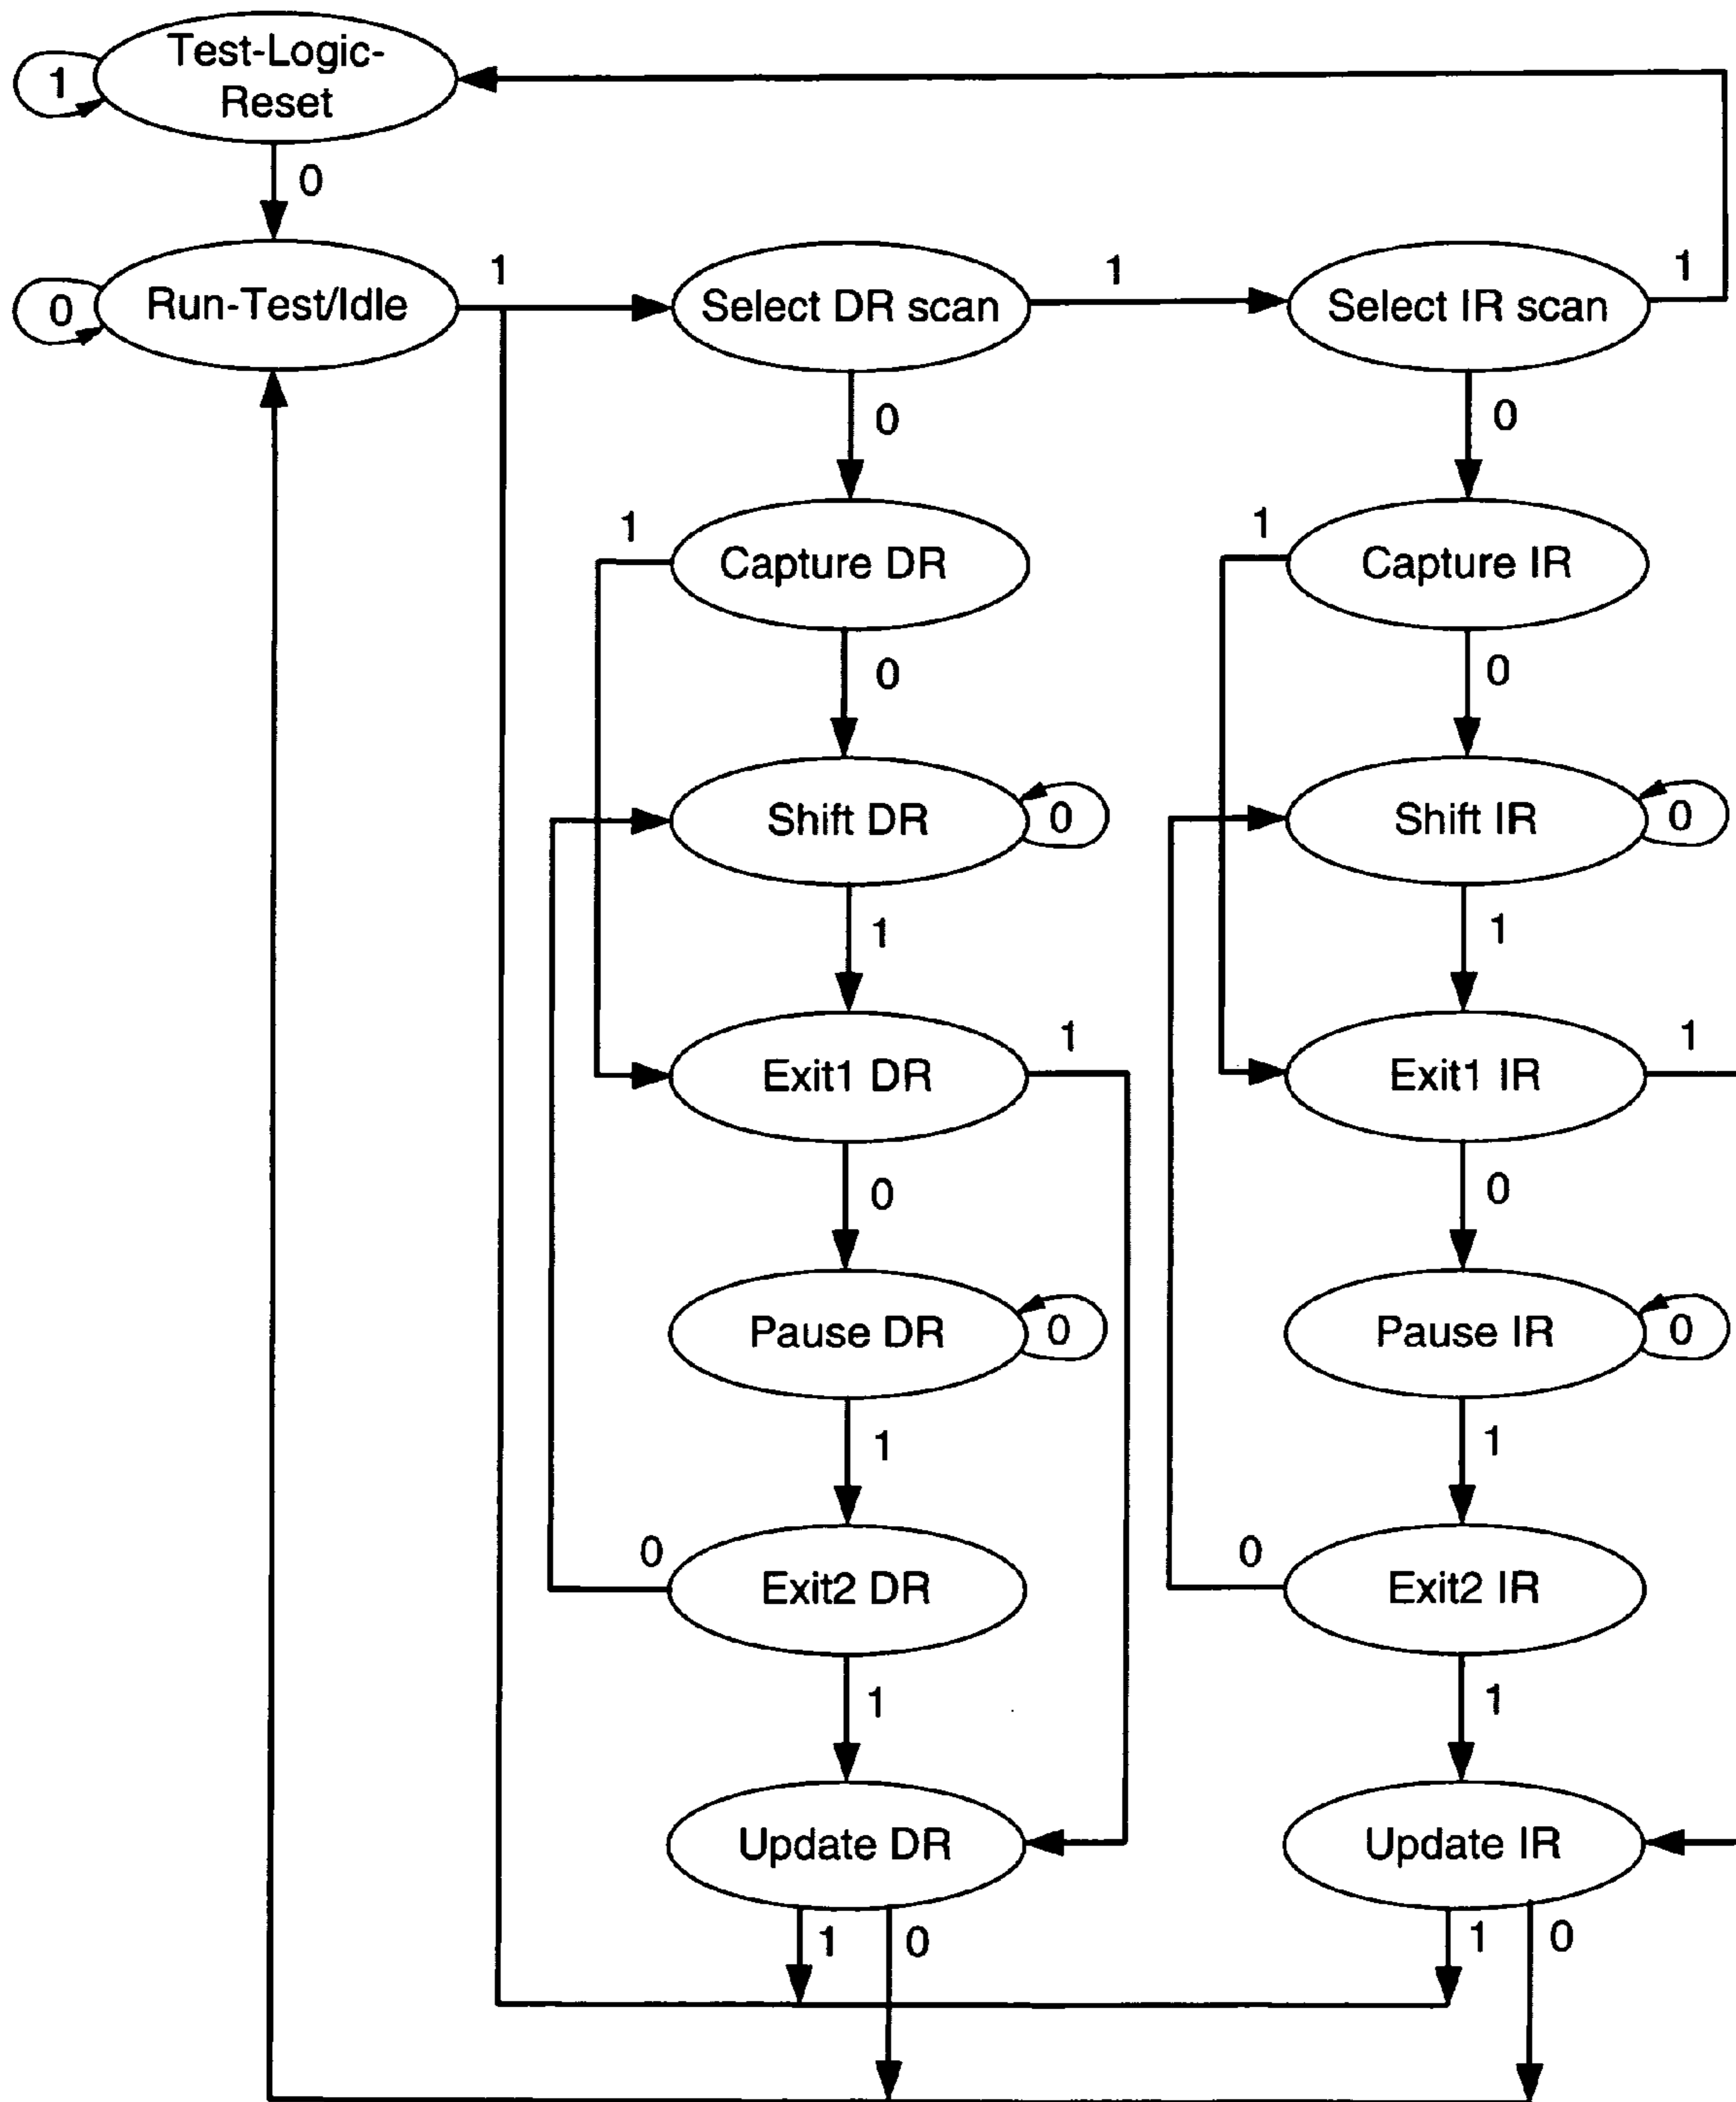 Test-Logic-
Reset
1
0
Run-Test/Idle
0
1
Select DR scan
1
Select IR scan
1
0
0
1
Capture DR
1
Capture IR
0
0
Shift DR
0
Shift IR
0
1
1
Exit1 DR
1
Exit1 IR
1
0
0
Pause DR
0
Pause IR
0
1
1
0
Exit2 DR
0
Exit2 IR
1
1
Update DR
Update IR
1
0
1
0